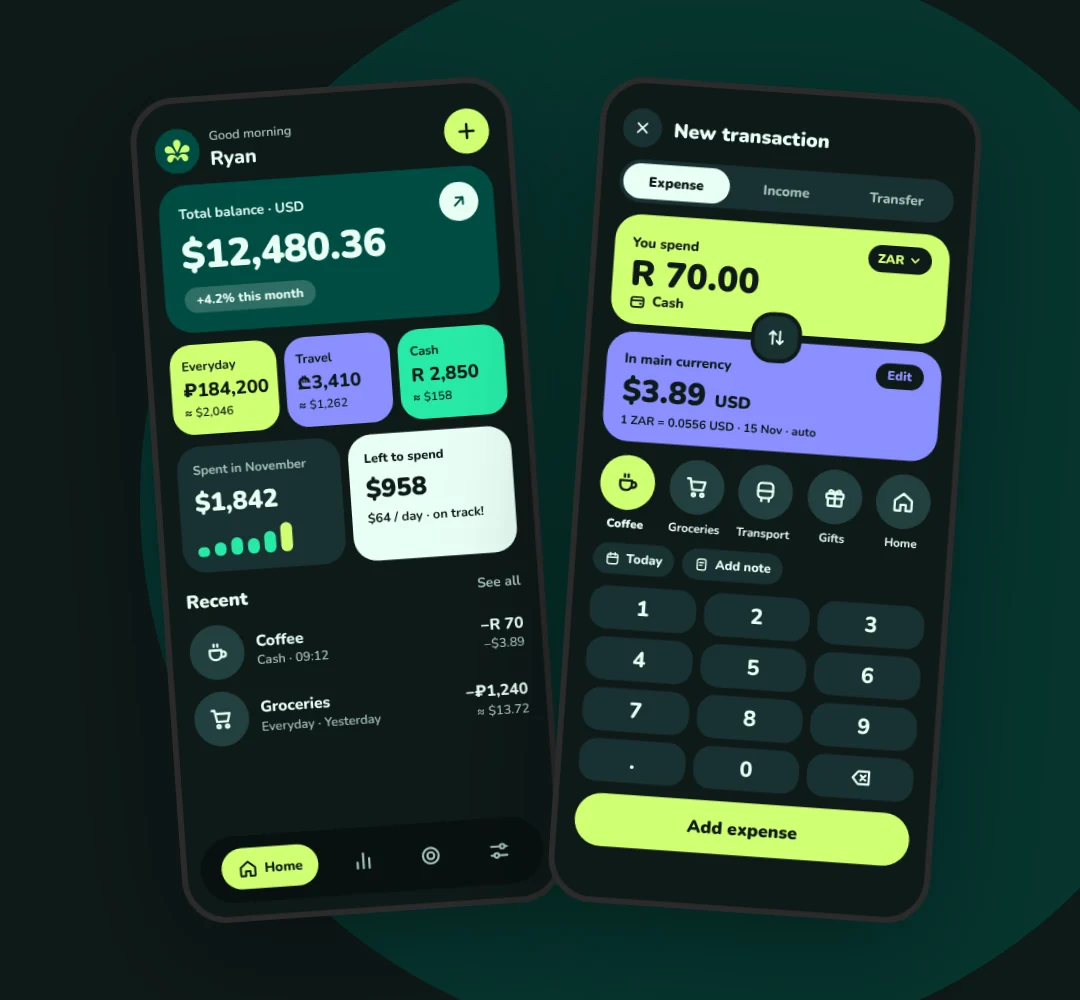 Good morning
Ryan
Total balance · USD
$12,480.36
+4.2% this month
Everyday
₽184,200
≈ $2,046
Travel
₾3,410
≈ $1,262
Cash
R 2,850
≈ $158
Spent in November
$1,842
Left to spend
$958
$64 / day · on track!
Recent
See all
Coffee
Cash · 09:12
−R 70
−$3.89
Groceries
Everyday · Yesterday
−₽1,240
≈ $13.72
Home
New transaction
Expense
Income
Transfer
You spend
ZAR
R 70.00
Cash
In main currency
Edit
$3.89 USD
1 ZAR = 0.0556 USD · 15 Nov · auto
Coffee
Groceries
Transport
Gifts
Home
Today
Add note
1
2
3
4
5
6
7
8
9
.
0
Add expense